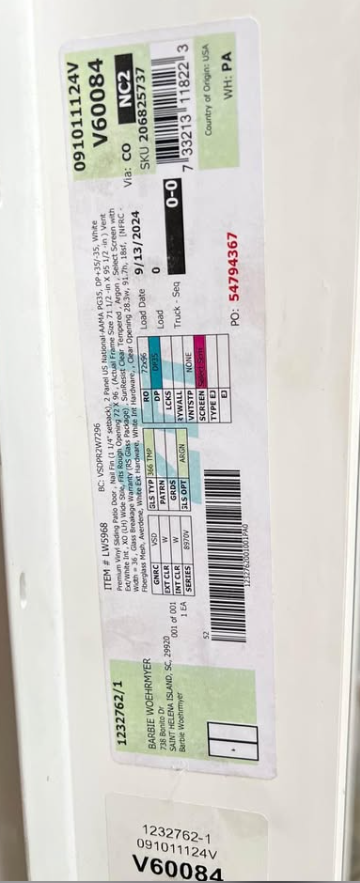 091011124V
V60084
Via: CO NC2
SKU 206825737
7 33213 11822 3
Country of Origin: USA
WH: PA
ITEM # LW5968 BC: VSDPR2W7296
Premium Vinyl Sliding Patio Door , Nail Fin (1 1/4" setback), 2 Panel US National-AAMA PG35, DP+35/-35, White
Ext/White Int , XO (LH) Wide Stile, Fits Rough Opening 72 X 96 , (Actual Frame Size 71 1/2 -in X 95 1/2 -in ) Vent
Width = 36 , Glass Breakage Warranty (RS Glass Package) , SunResist Clear Tempered , Argon , Select Screen with
Fiberglass Mesh, Averdene, White Ext Hardware, White Int Hardware, , Clear Opening 28.3w, 91.7h, 18sf, [NFRC -
Load Date 9/13/2024
Load 0
Truck - Seq 0-0
PO: 54794367
GNRC VSD GLS TYP 366 TMP RO 72x96
EXT CLR W PATRN DP DP35
INT CLR W GRDS LCKS
SERIES 8970V GLS OPT ARGN
VNTSTP NONE
SCREEN
TYPE EJ
EJ
1232762/1
BARBIE WOEHRMYER
738 Bonito Dr
SAINT HELENA ISLAND, SC, 29920
Barbie Woehrmyer
001 of 001
1 EA
52
1232762001001PA0
1232762-1
091011124V
V60084